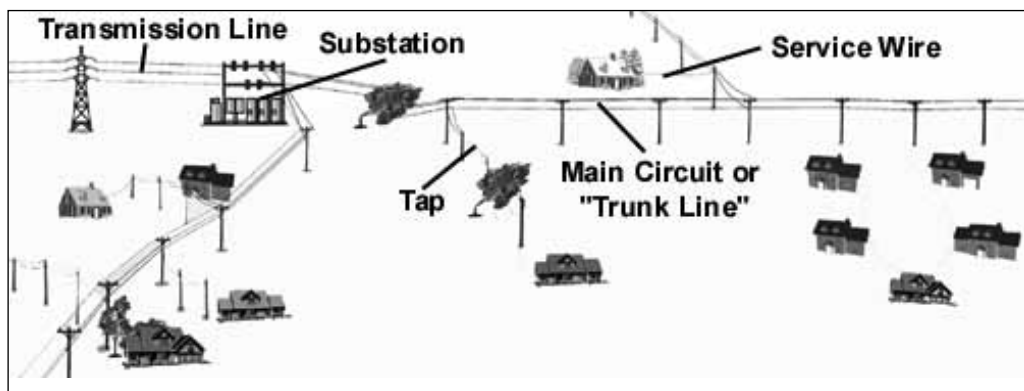 Transmission Line
Substation
Service Wire
Tap
Main Circuit or
"Trunk Line"